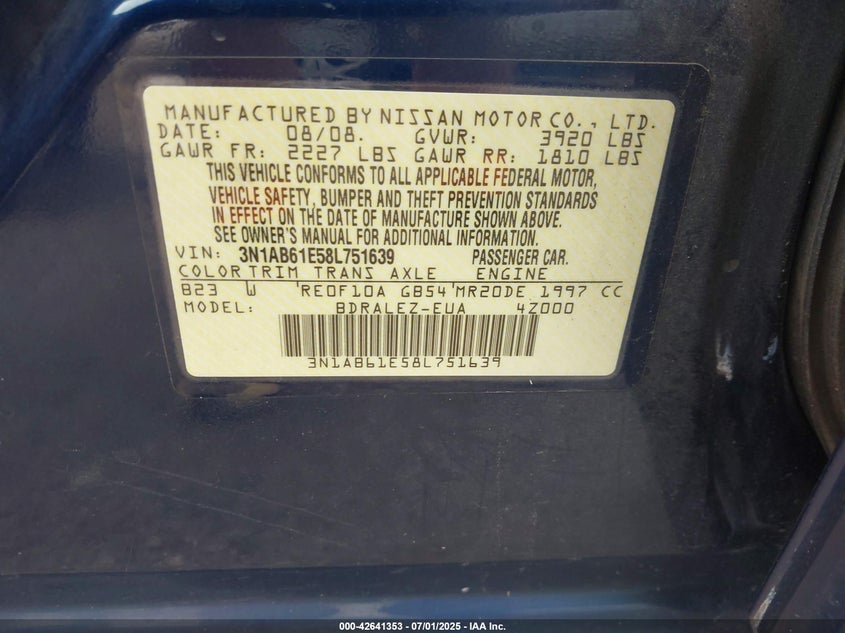 MANUFACTURED BY NISSAN MOTOR CO., LTD.
DATE: 08/08. GVWR: 3920 LBS
GAWR FR: 2227 LBS GAWR RR: 1810 LBS
THIS VEHICLE CONFORMS TO ALL APPLICABLE FEDERAL MOTOR,
VEHICLE SAFETY, BUMPER AND THEFT PREVENTION STANDARDS
IN EFFECT ON THE DATE OF MANUFACTURE SHOWN ABOVE.
SEE OWNER'S MANUAL FOR ADDITIONAL INFORMATION.
VIN: 3N1AB61E58L751639 PASSENGER CAR.
COLOR TRIM TRANS AXLE ENGINE
B23 W 'RE0F10A GB54'MR20DE 1997 CC
MODEL: BDRALEZ-EUA 4Z000
3N1AB61E58L751639
000-42641353 - 07/01/2025 - IAA Inc.